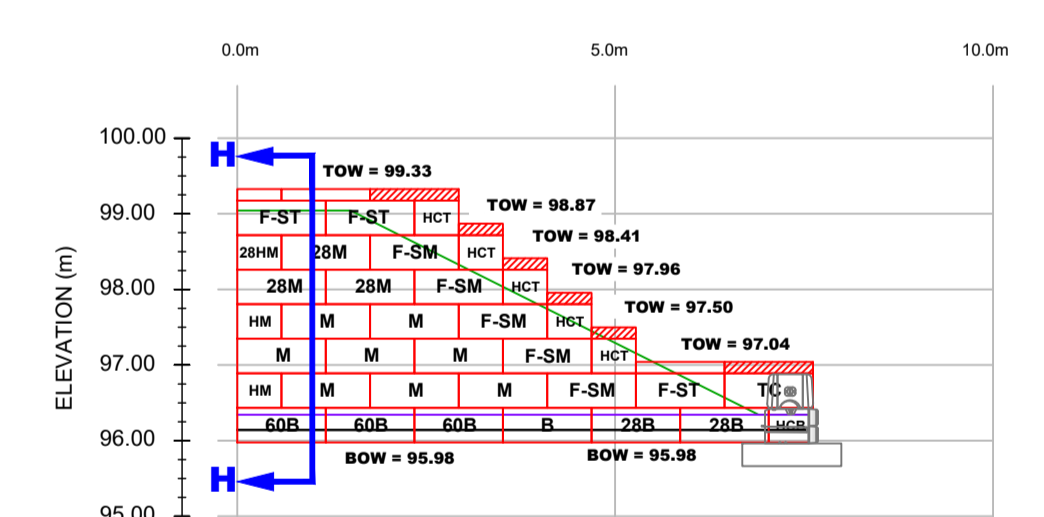 0.0m 5.0m 10.0m
100.00
H
TOW = 99.33
TOW = 98.87
99.00
F-ST F-ST HCT
TOW = 98.41
28HM 28M F-SM HCT
TOW = 97.96
98.00
28M 28M F-SM HCT
TOW = 97.50
HM M M F-SM HCT
TOW = 97.04
M M M F-SM HCT
97.00
HM M M M F-SM F-ST TC
60B 60B 60B B 28B 28B HCB
96.00
BOW = 95.98 BOW = 95.98
H
95.00
ELEVATION (m)